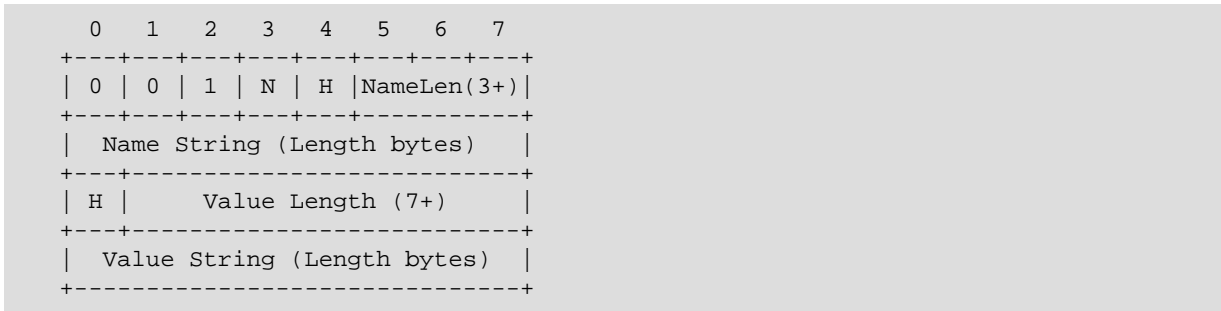 0   1   2   3   4   5   6   7
+---+---+---+---+---+---+---+---+
| 0 | 0 | 1 | N | H |NameLen(3+)|
+---+---+---+---+---+-----------+
|  Name String (Length bytes)   |
+---+---------------------------+
| H |     Value Length (7+)     |
+---+---------------------------+
|  Value String (Length bytes)  |
+-------------------------------+